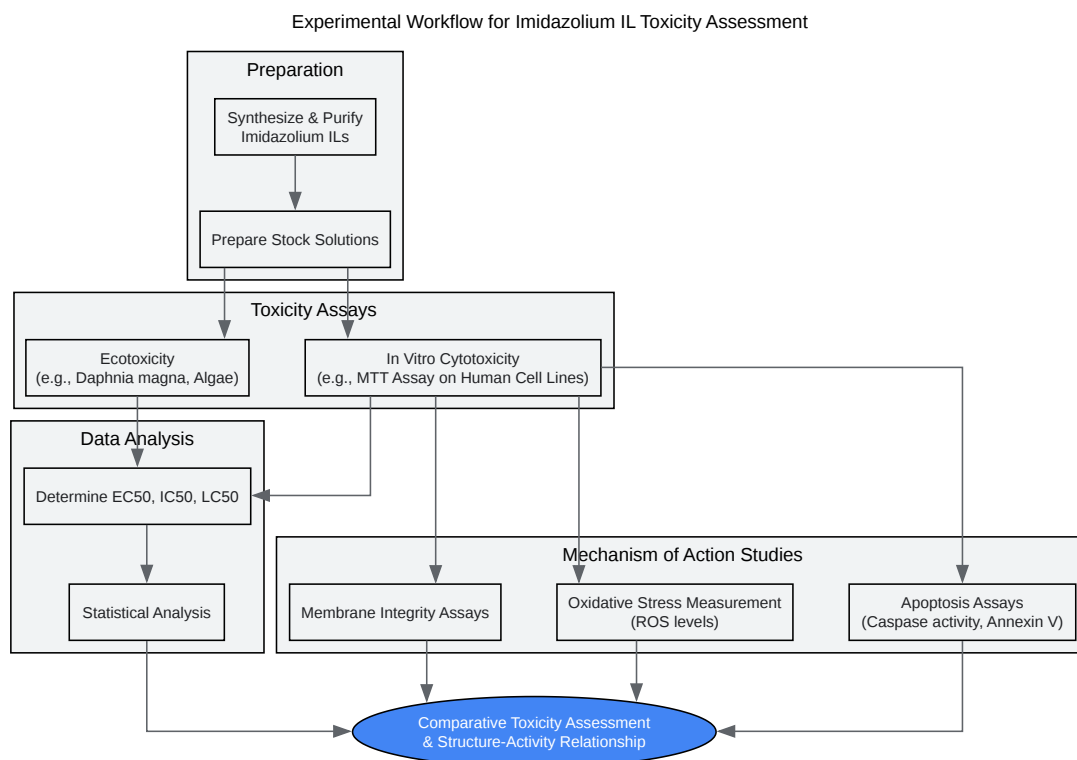 Experimental Workflow for Imidazolium IL Toxicity Assessment
Preparation
Synthesize & Purify
Imidazolium ILs
Prepare Stock Solutions
Toxicity Assays
Ecotoxicity
(e.g., Daphnia magna, Algae)
In Vitro Cytotoxicity
(e.g., MTT Assay on Human Cell Lines)
Data Analysis
Determine EC50, IC50, LC50
Statistical Analysis
Mechanism of Action Studies
Membrane Integrity Assays
Oxidative Stress Measurement
(ROS levels)
Apoptosis Assays
(Caspase activity, Annexin V)
Comparative Toxicity Assessment
& Structure-Activity Relationship